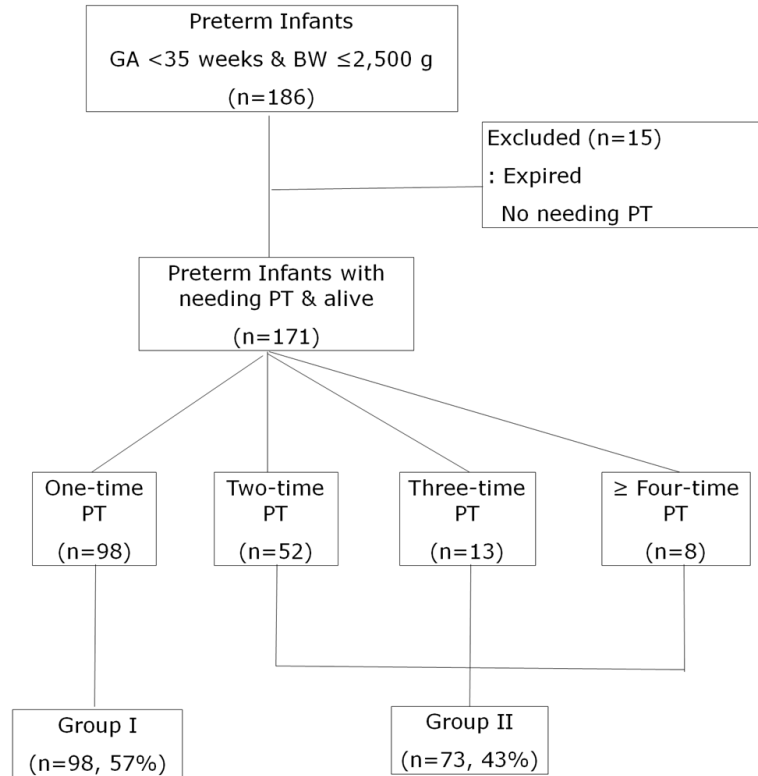 Preterm Infants
GA <35 weeks & BW ≤2,500 g
(n=186)
Excluded (n=15)
: Expired
No needing PT
Preterm Infants with
needing PT & alive
(n=171)
One-time
PT
(n=98)
Two-time
PT
(n=52)
Three-time
PT
(n=13)
≥ Four-time
PT
(n=8)
Group I
(n=98, 57%)
Group II
(n=73, 43%)